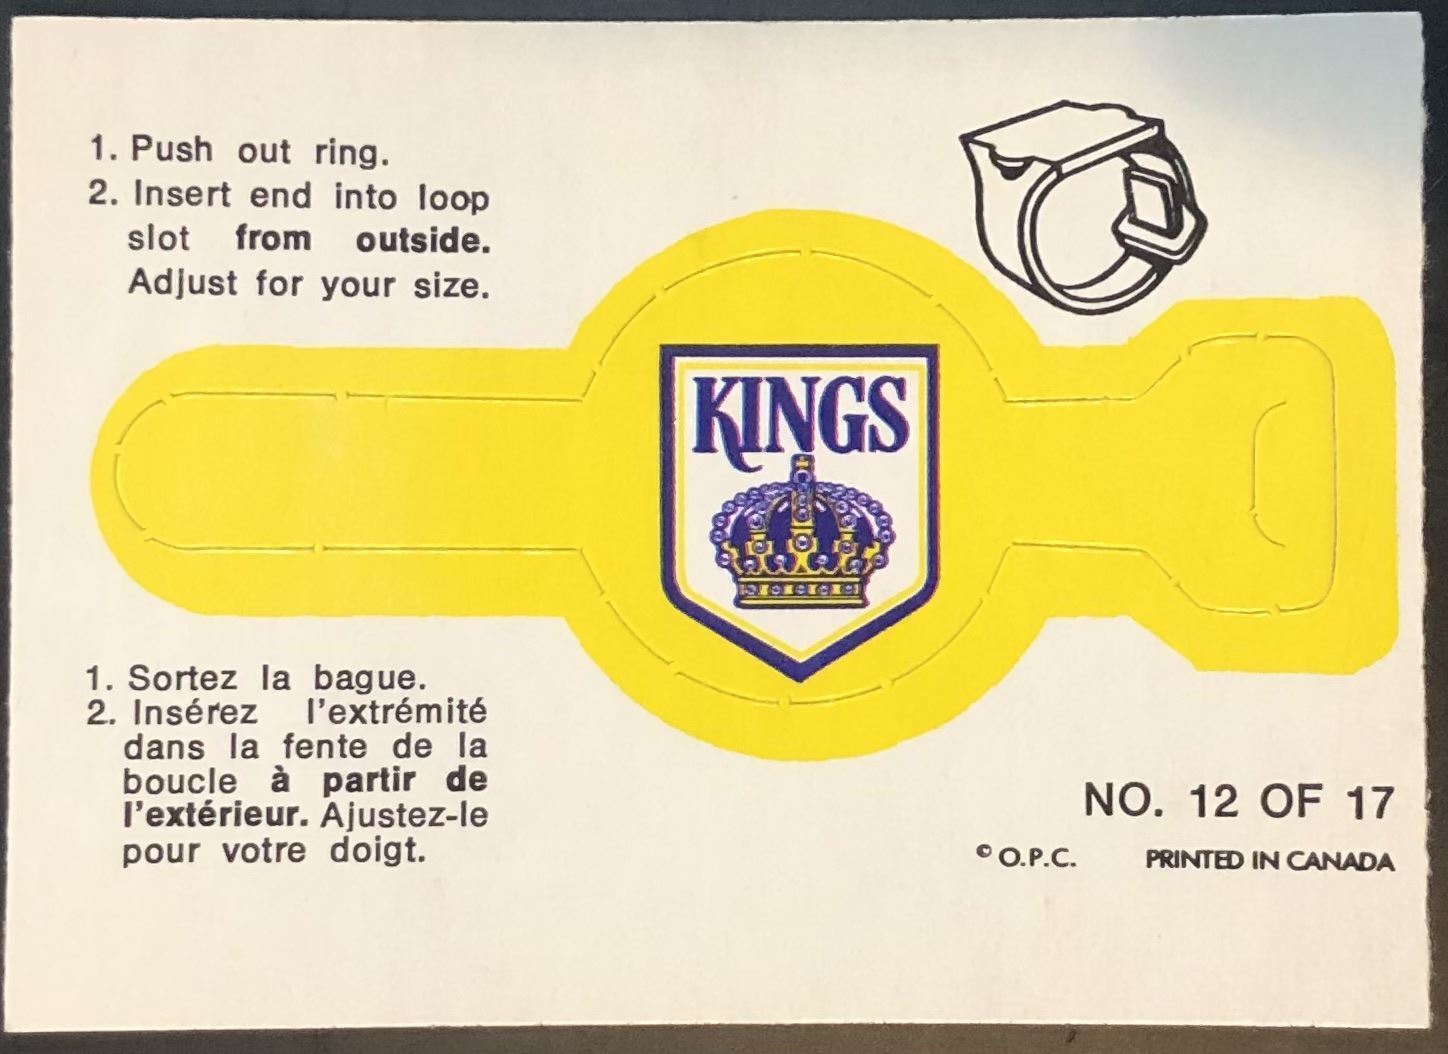 1. Push out ring.
2. Insert end into loop
slot from outside.
Adjust for your size.
KINGS
1. Sortez la bague.
2. Insérez l'extrémité
dans la fente de la
boucle à partir de
l'extérieur. Ajustez-le
pour votre doigt.
NO. 12 OF 17
© O.P.C. PRINTED IN CANADA